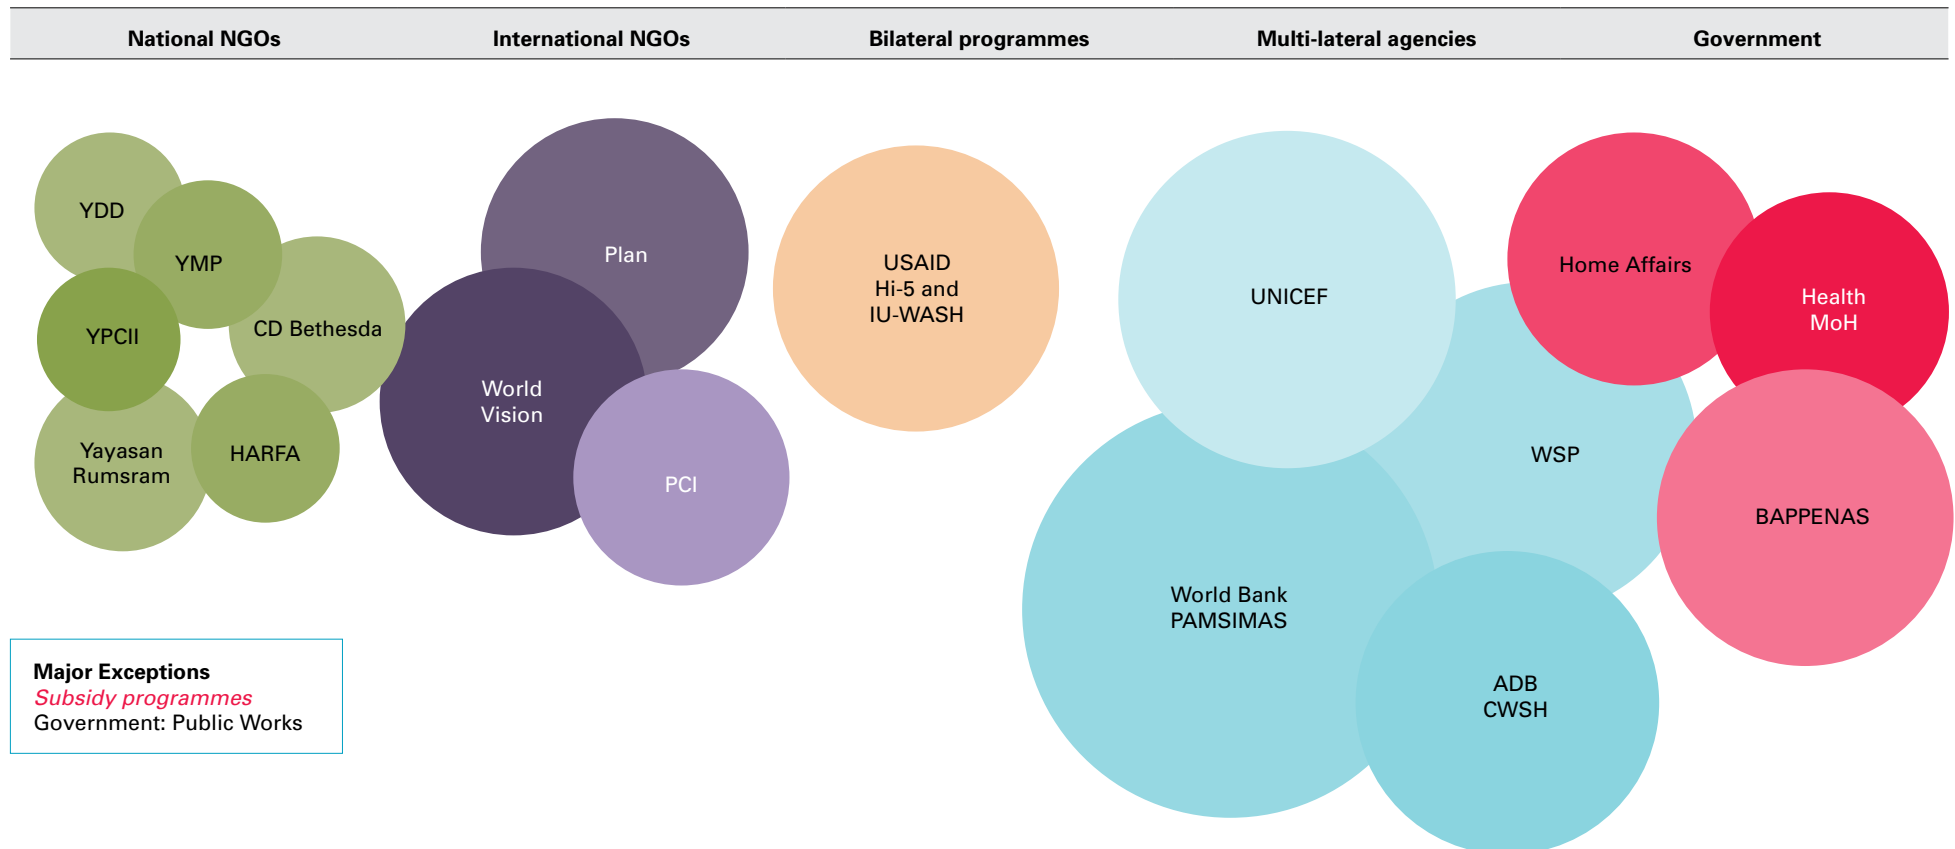 National NGOs
International NGOs
Bilateral programmes
Multi-lateral agencies
Government
YDD
YMP
YPCII
CD Bethesda
Yayasan
Rumsram
HARFA
Plan
World
Vision
PCI
USAID
Hi-5 and
IU-WASH
UNICEF
WSP
World Bank
PAMSIMAS
ADB
CWSH
Home Affairs
Health
MoH
BAPPENAS
Major Exceptions
Subsidy programmes
Government: Public Works